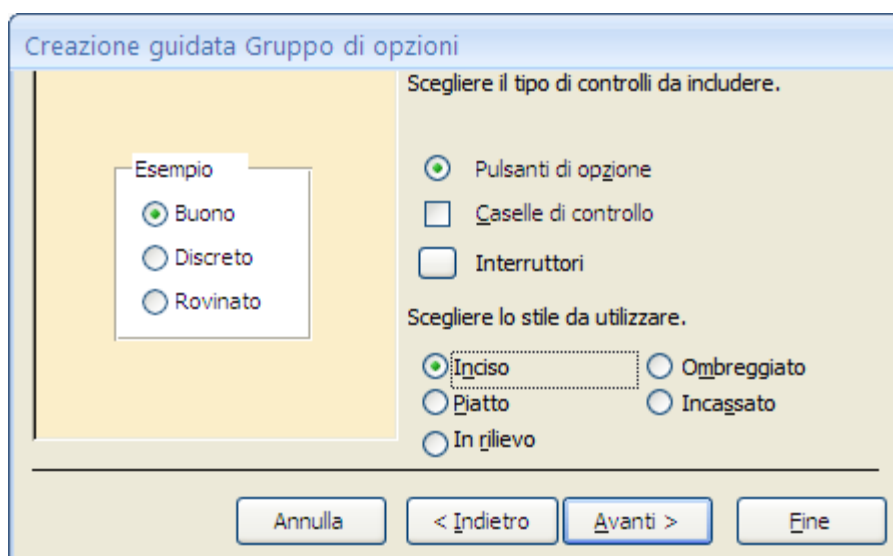 Creazione guidata Gruppo di opzioni
Scegliere il tipo di controlli da includere.
Esempio
Buono
Discreto
Rovinato
Pulsanti di opzione
Caselle di controllo
Interruttori
Scegliere lo stile da utilizzare.
Inciso
Ombreggiato
Piatto
Incassato
In rilievo
Annulla
< Indietro
Avanti >
Fine